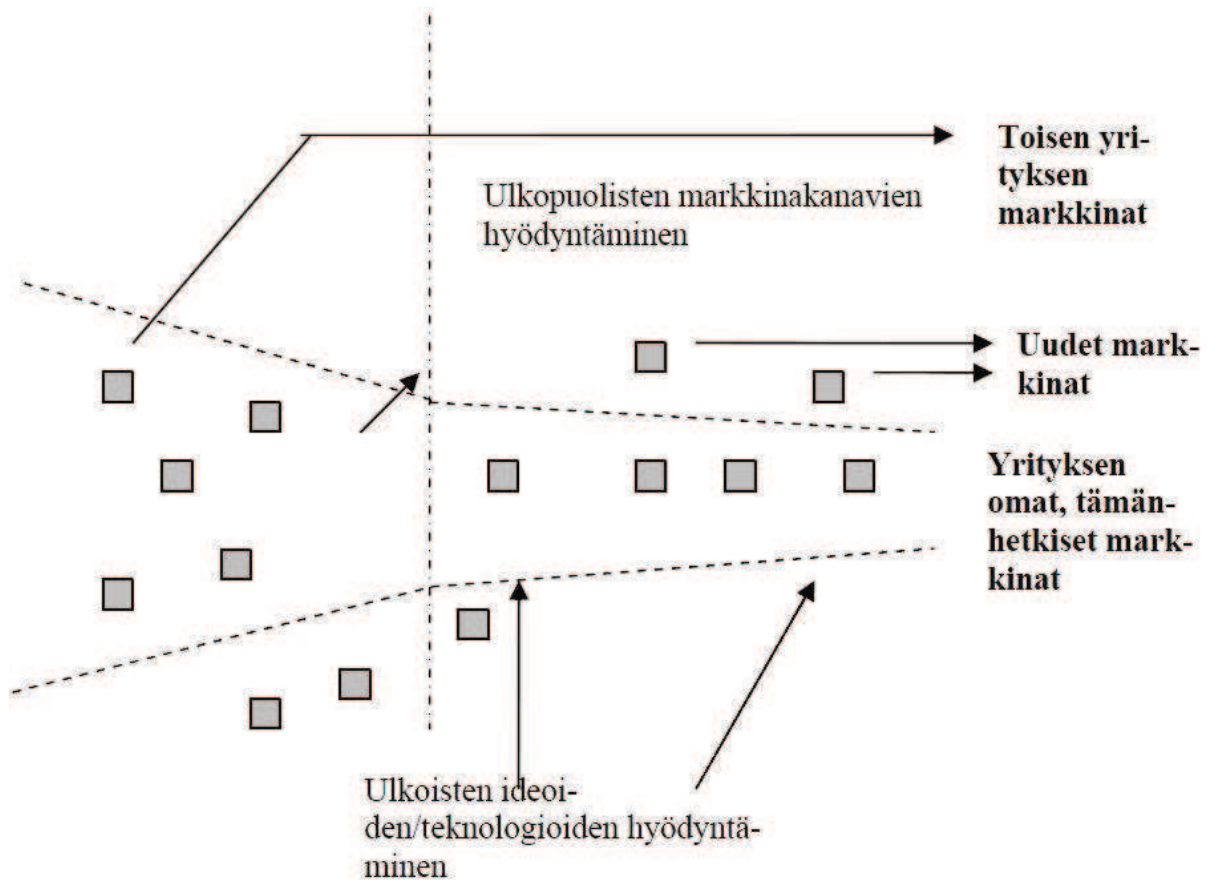 Toisen yri-
tyksen
markkinat
Ulkopuolisten markkinakanavien
hyödyntäminen
Uudet mark-
kinat
Yrityksen
omat, tämän-
hetkiset mark-
kinat
Ulkoisten ideoi-
den/teknologioiden hyödyntä-
minen